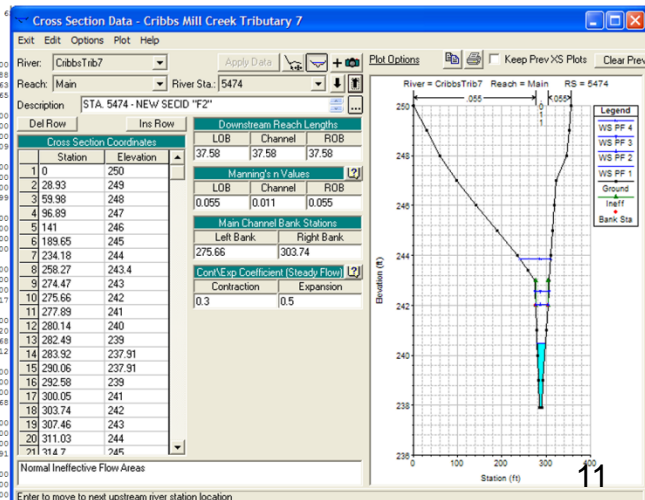 Cross Section Data - Cribbs Mill Creek Tributary 7
Exit Edit Options Plot Help
River: CribbsTrib7 Apply Data Plot Options Keep Prev XS Plots Clear Prev
Reach: Main River Sta.: 5474
Description STA. 5474 - NEW SECID "F2" ...
Del Row Ins Row
Cross Section Coordinates
Station Elevation
1 0 250
2 28.93 249
3 59.98 248
4 96.89 247
5 141 246
6 189.65 245
7 234.18 244
8 258.27 243.4
9 274.47 243
10 275.66 242
11 277.89 241
12 280.14 240
13 282.49 239
14 283.92 237.91
15 290.06 237.91
16 292.58 239
17 300.05 241
18 303.74 242
19 307.46 243
20 311.03 244
21 314.7 245
Downstream Reach Lengths
LOB Channel ROB
37.58 37.58 37.58
Manning's n Values
LOB Channel ROB
0.055 0.011 0.055
Main Channel Bank Stations
Left Bank Right Bank
275.66 303.74
Cont\Exp Coefficient (Steady Flow)
Contraction Expansion
0.3 0.5
River = CribbsTrib7 Reach = Main RS = 5474
.055 .011 .055
Legend
WS PF 4
WS PF 3
WS PF 2
WS PF 1
Ground
Ineff
Bank Sta
250
248
246
244
242
240
238
236
Elevation (ft)
0 100 200 300 400
Station (ft)
Normal Ineffective Flow Areas
Enter to move to next upstream river station location
11